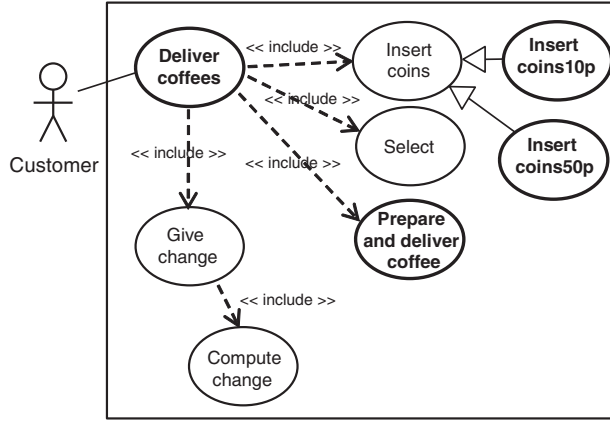 Deliver
coffees
<< include >>
Insert
coins
Insert
coins10p
<< include >>
Select
Insert
coins50p
Customer
<< include >>
<< include >>
Prepare
and deliver
coffee
Give
change
<< include >>
Compute
change